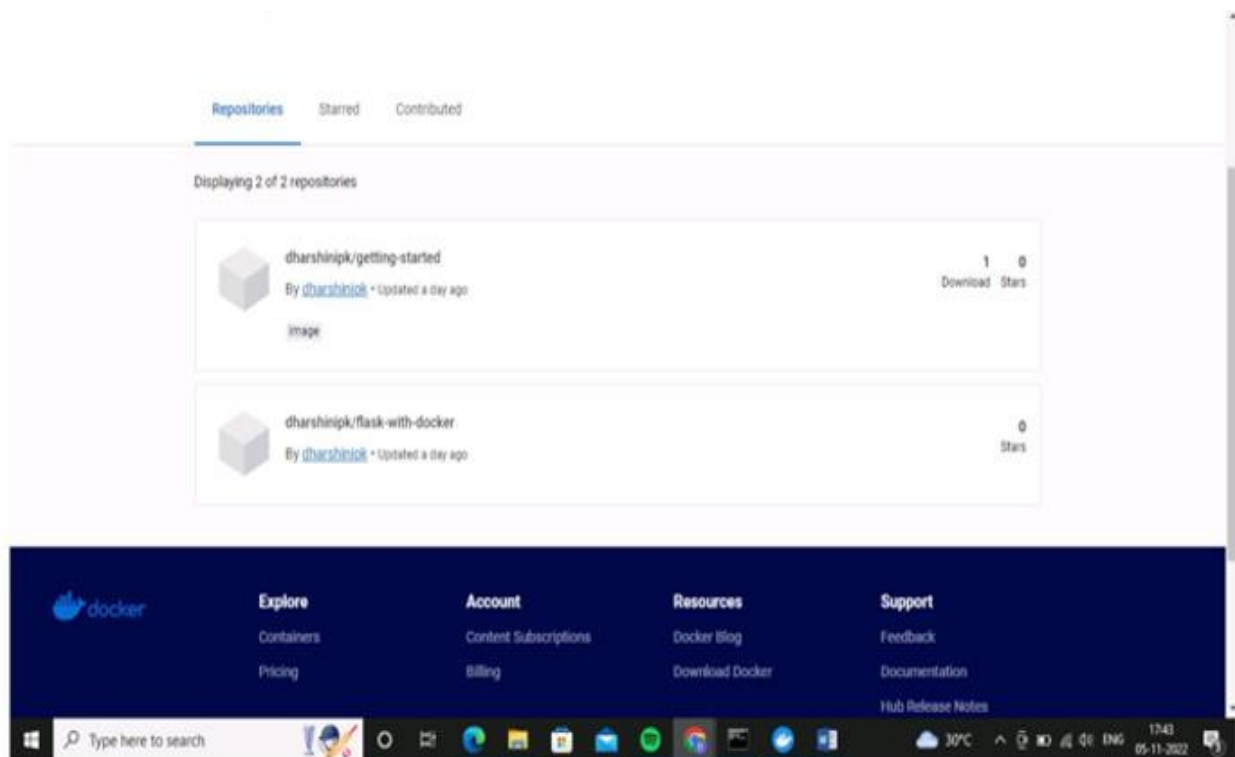 Repositories Starred Contributed
Displaying 2 of 2 repositories
dharshinipk/getting-started
By dharshinipk • Updated a day ago
Image
1 0
Download Stars
dharshinipk/flask-with-docker
By dharshinipk • Updated a day ago
0
Stars
docker
Explore Account Resources Support
Containers Content Subscriptions Docker Blog Feedback
Pricing Billing Download Docker Documentation
Hub Release Notes
Type here to search
30°C ENG 17:43
05-11-2022